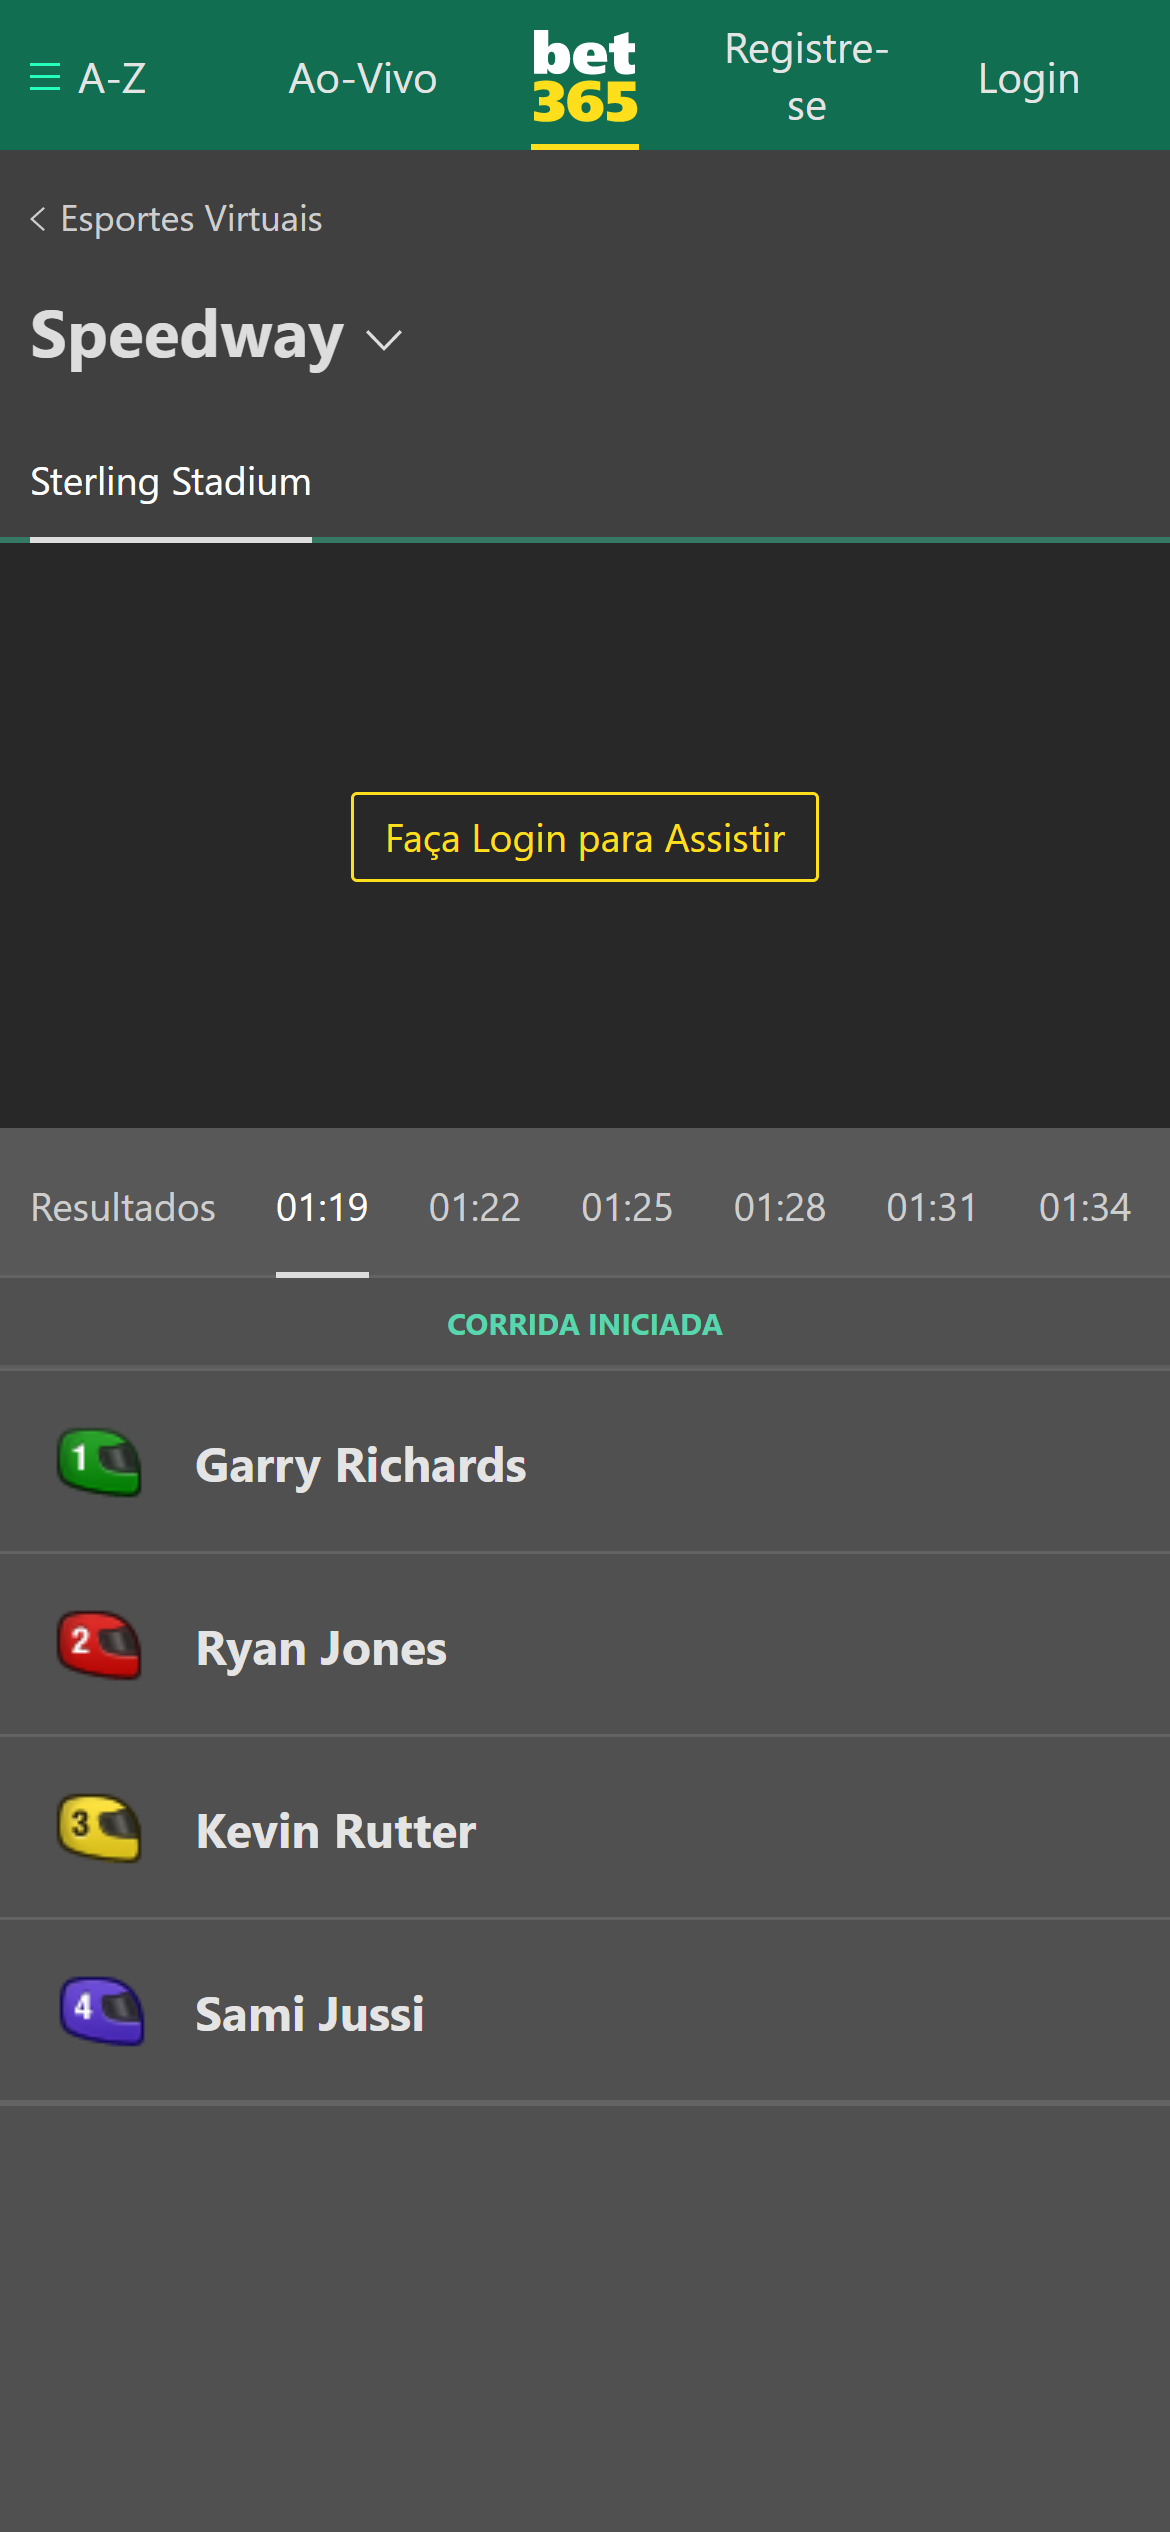 A-Z Ao-Vivo bet365 Registre-se Login
Esportes Virtuais
Speedway
Sterling Stadium
Faça Login para Assistir
Resultados 01:19 01:22 01:25 01:28 01:31 01:34
CORRIDA INICIADA
1 Garry Richards
2 Ryan Jones
3 Kevin Rutter
4 Sami Jussi